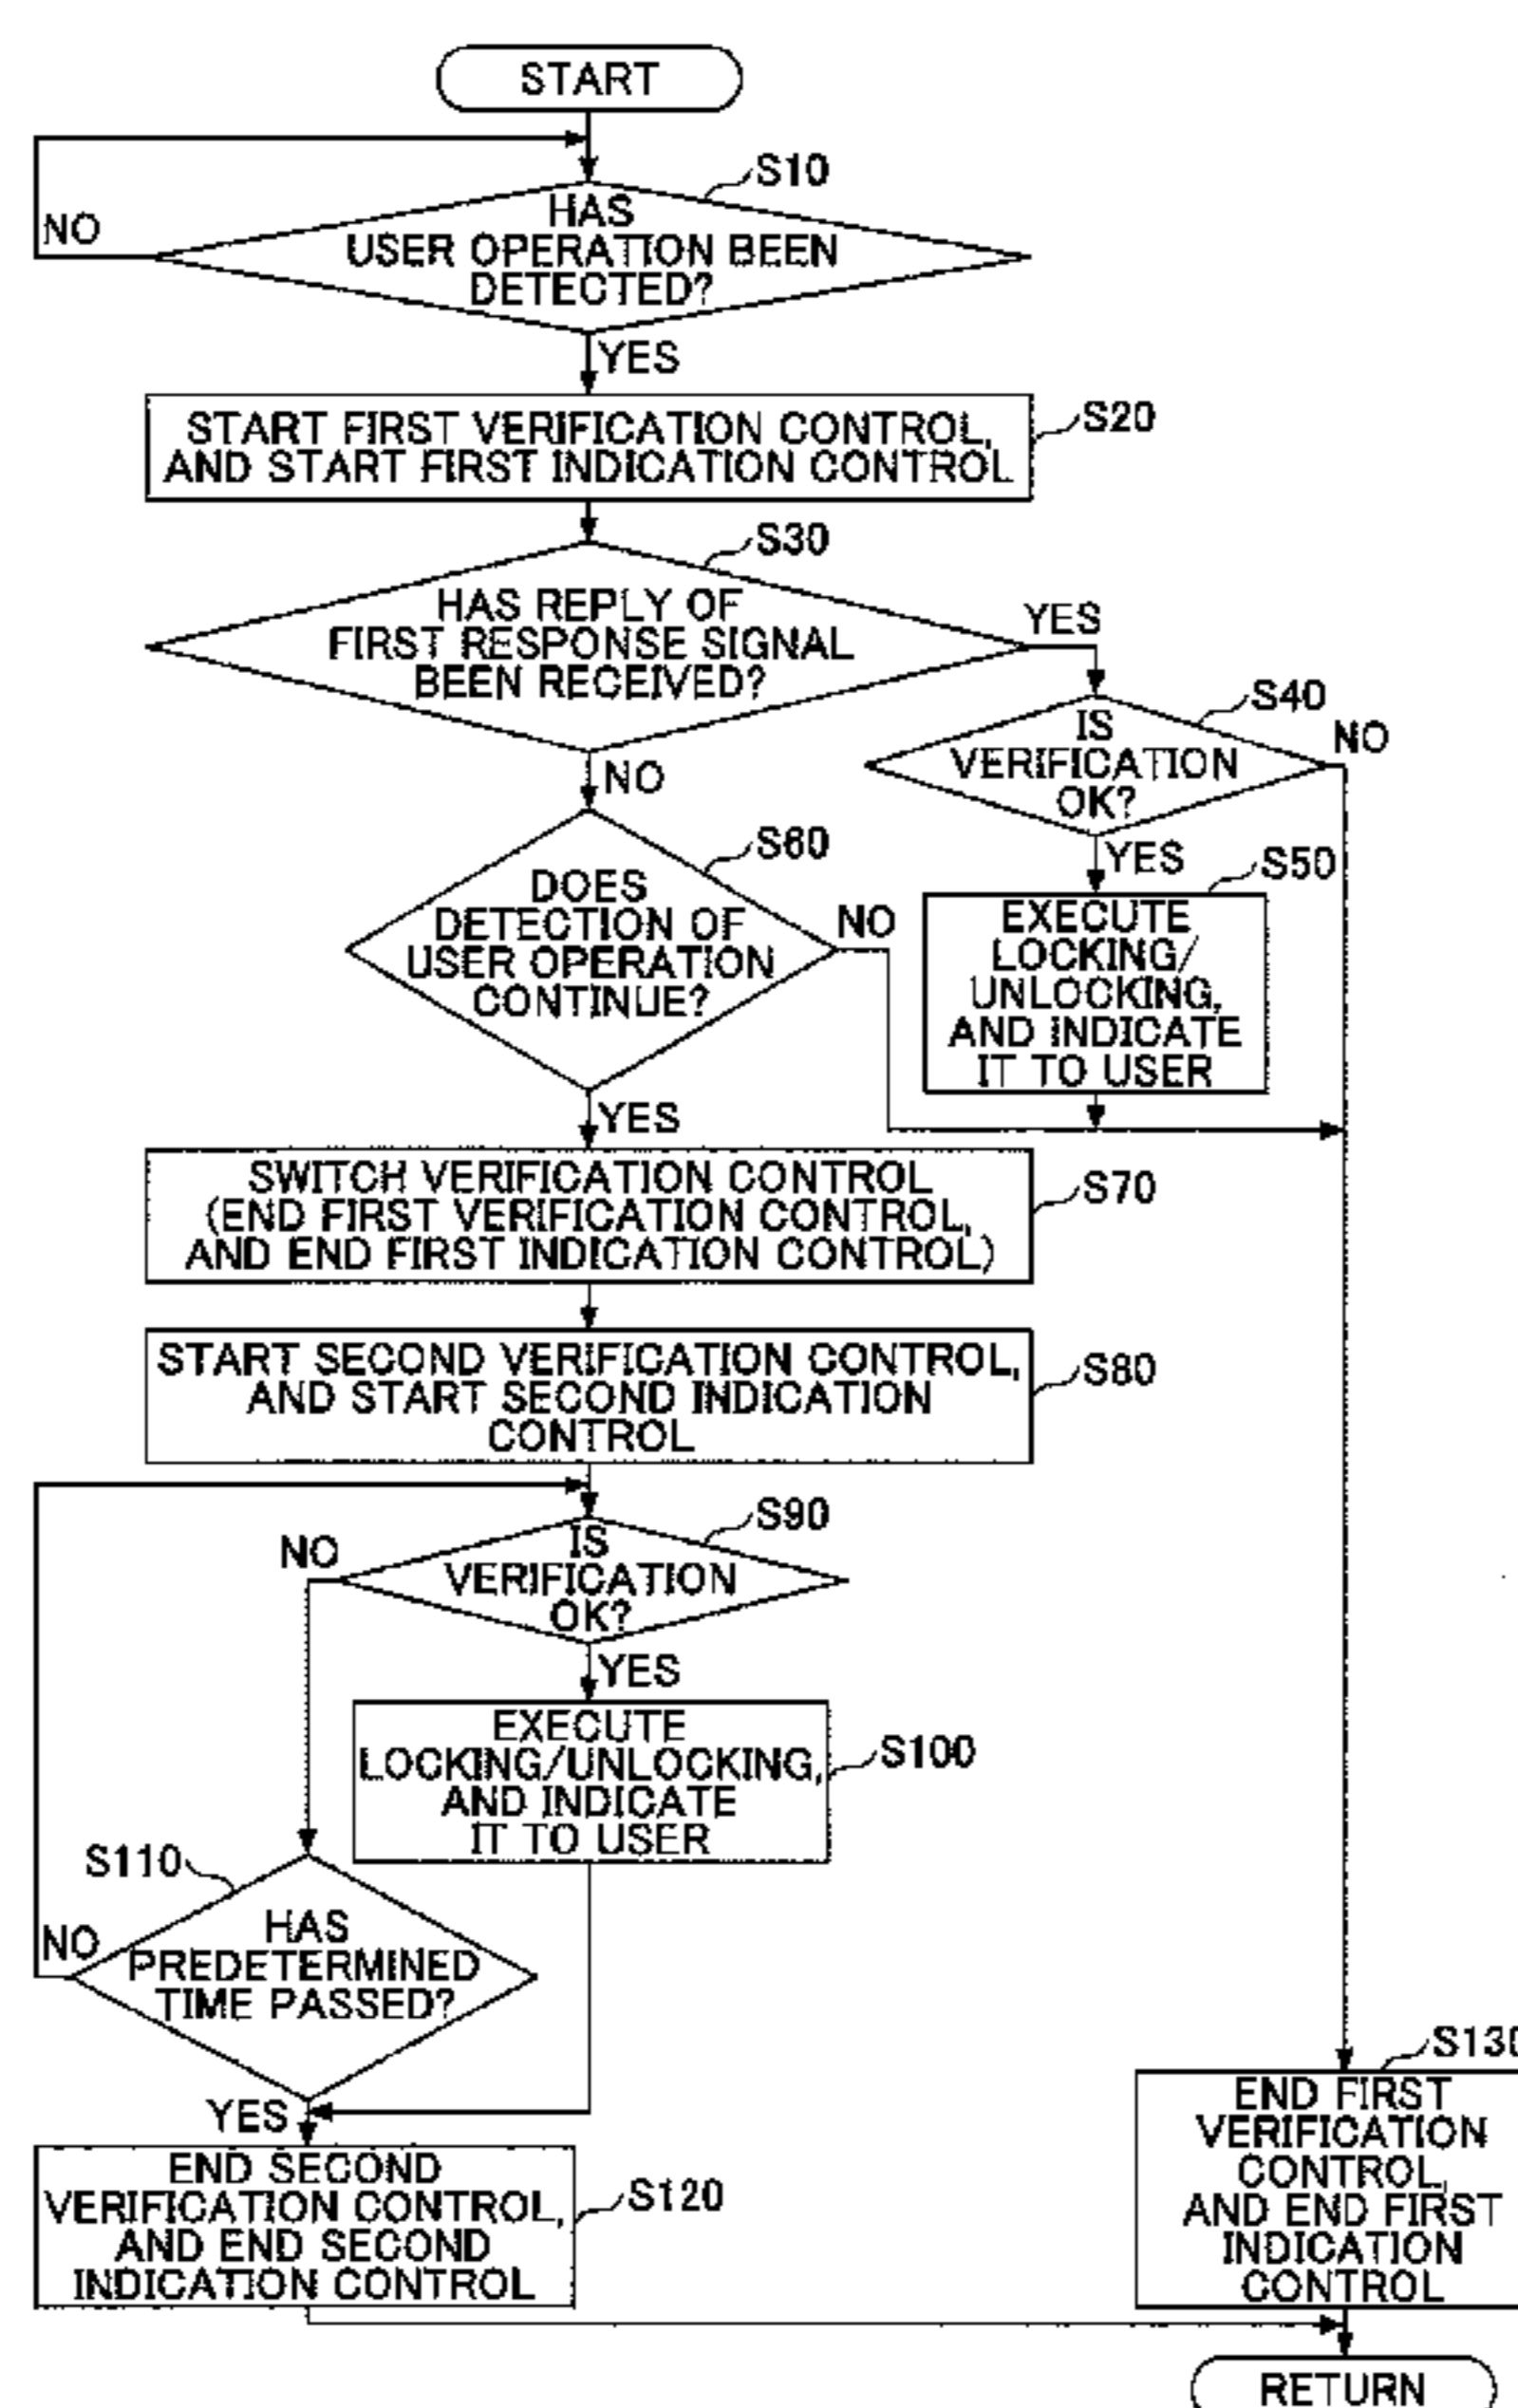 START
S10
HAS
USER OPERATION BEEN
DETECTED?
NO
YES
START FIRST VERIFICATION CONTROL,
AND START FIRST INDICATION CONTROL
S20
S30
HAS REPLY OF
FIRST RESPONSE SIGNAL
BEEN RECEIVED?
YES
NO
S40
IS
VERIFICATION
OK?
NO
YES
S50
EXECUTE
LOCKING/
UNLOCKING,
AND INDICATE
IT TO USER
S60
DOES
DETECTION OF
USER OPERATION
CONTINUE?
NO
YES
SWITCH VERIFICATION CONTROL
(END FIRST VERIFICATION CONTROL,
AND END FIRST INDICATION CONTROL)
S70
START SECOND VERIFICATION CONTROL,
AND START SECOND INDICATION
CONTROL
S80
S90
IS
VERIFICATION
OK?
NO
YES
EXECUTE
LOCKING/UNLOCKING,
AND INDICATE
IT TO USER
S100
S110
HAS
PREDETERMINED
TIME PASSED?
NO
YES
END SECOND
VERIFICATION CONTROL,
AND END SECOND
INDICATION CONTROL
S120
S130
END FIRST
VERIFICATION
CONTROL,
AND END FIRST
INDICATION
CONTROL
RETURN